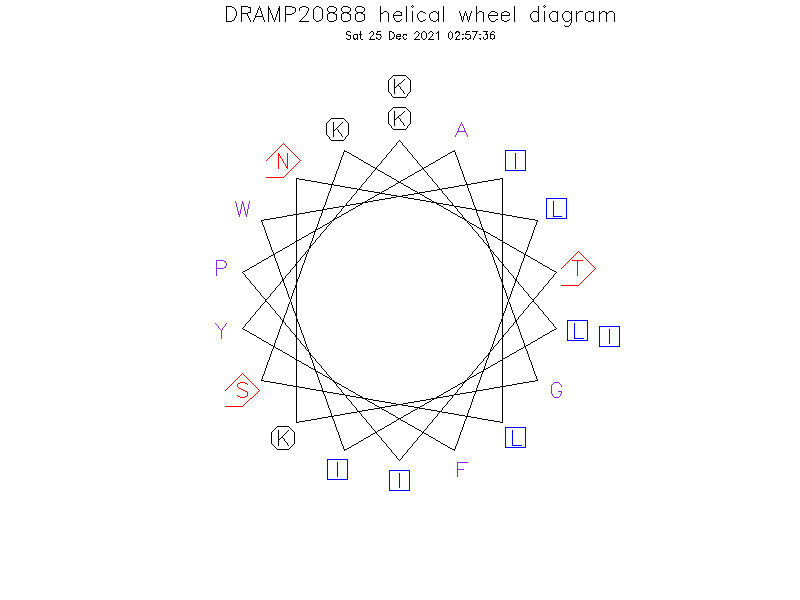 DRAMP20888 helical wheel diagram
Sat 25 Dec 2021 02:57:36
K
K
K A
N I
W L
P T
Y L I
S G
K L
I F
I